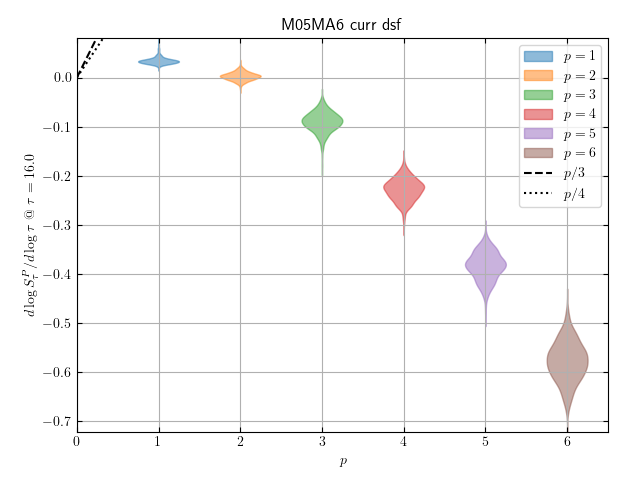 M05MA6 curr dsf
d log S_τ^P / d log τ @ τ = 16.0
0.0
−0.1
−0.2
−0.3
−0.4
−0.5
−0.6
−0.7
0 1 2 3 4 5 6
p
p = 1
p = 2
p = 3
p = 4
p = 5
p = 6
p/3
p/4